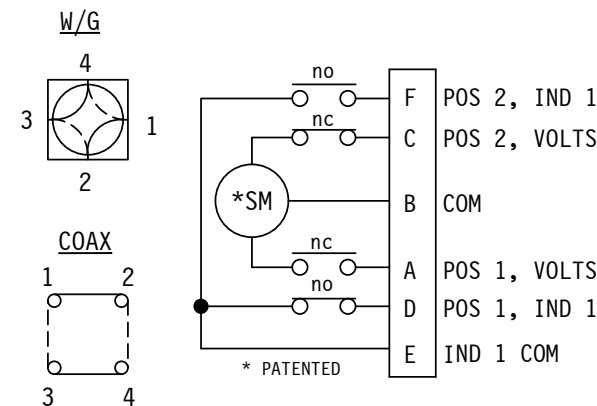 W/G
4
3
1
2
COAX
1 2
3 4
no
nc
*SM
nc
no
* PATENTED
F POS 2, IND 1
C POS 2, VOLTS
B COM
A POS 1, VOLTS
D POS 1, IND 1
E IND 1 COM